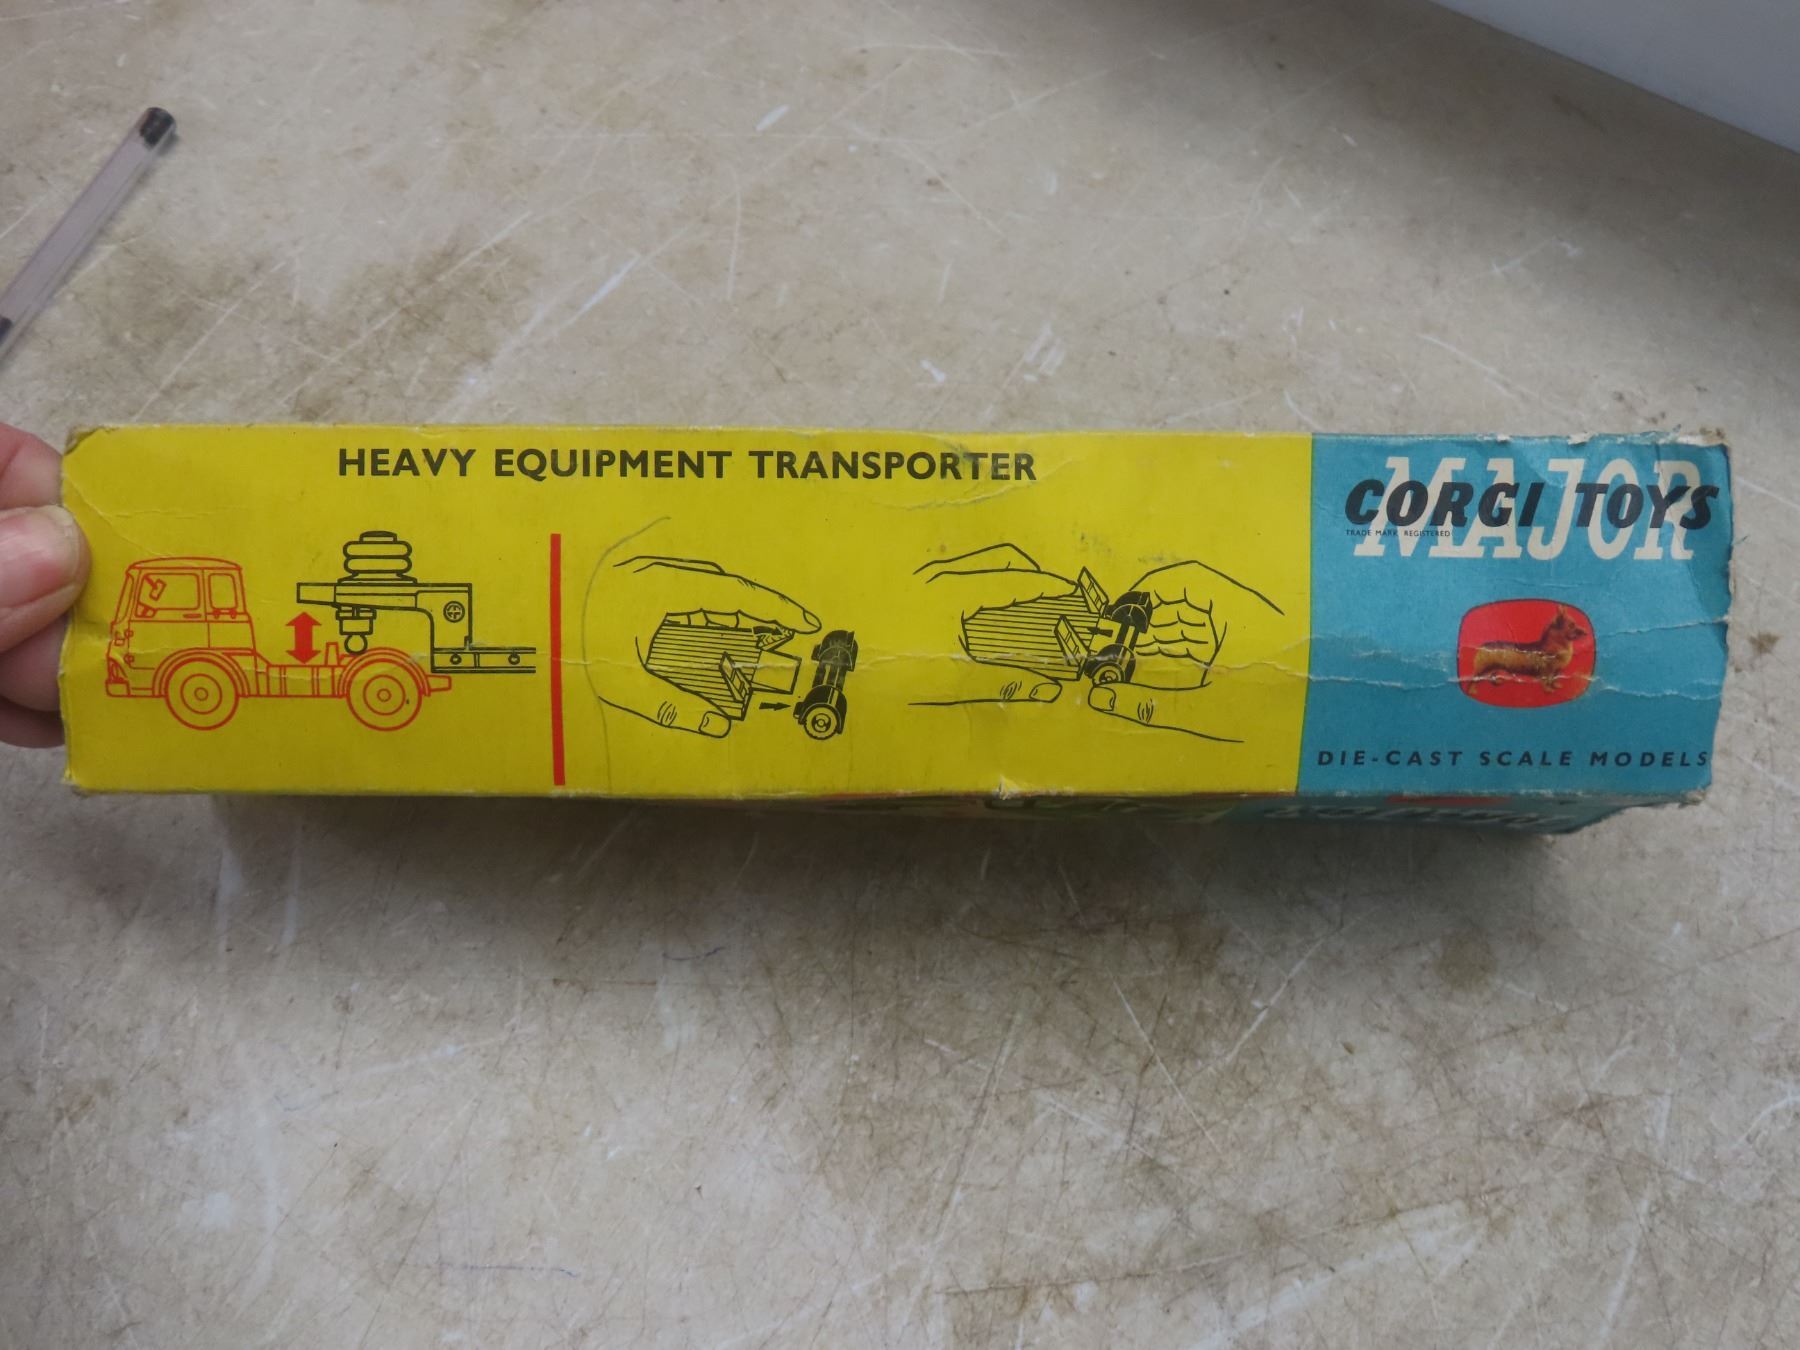 HEAVY EQUIPMENT TRANSPORTER
MAJOR
CORGI TOYS
TRADE MARK REGISTERED
DIE-CAST SCALE MODELS